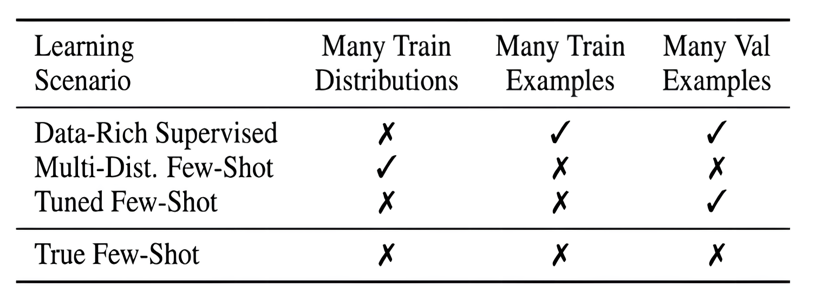 Learning Scenario Many Train Distributions Many Train Examples Many Val Examples
Data-Rich Supervised ✗ ✓ ✓
Multi-Dist. Few-Shot ✓ ✗ ✗
Tuned Few-Shot ✗ ✗ ✓
True Few-Shot ✗ ✗ ✗